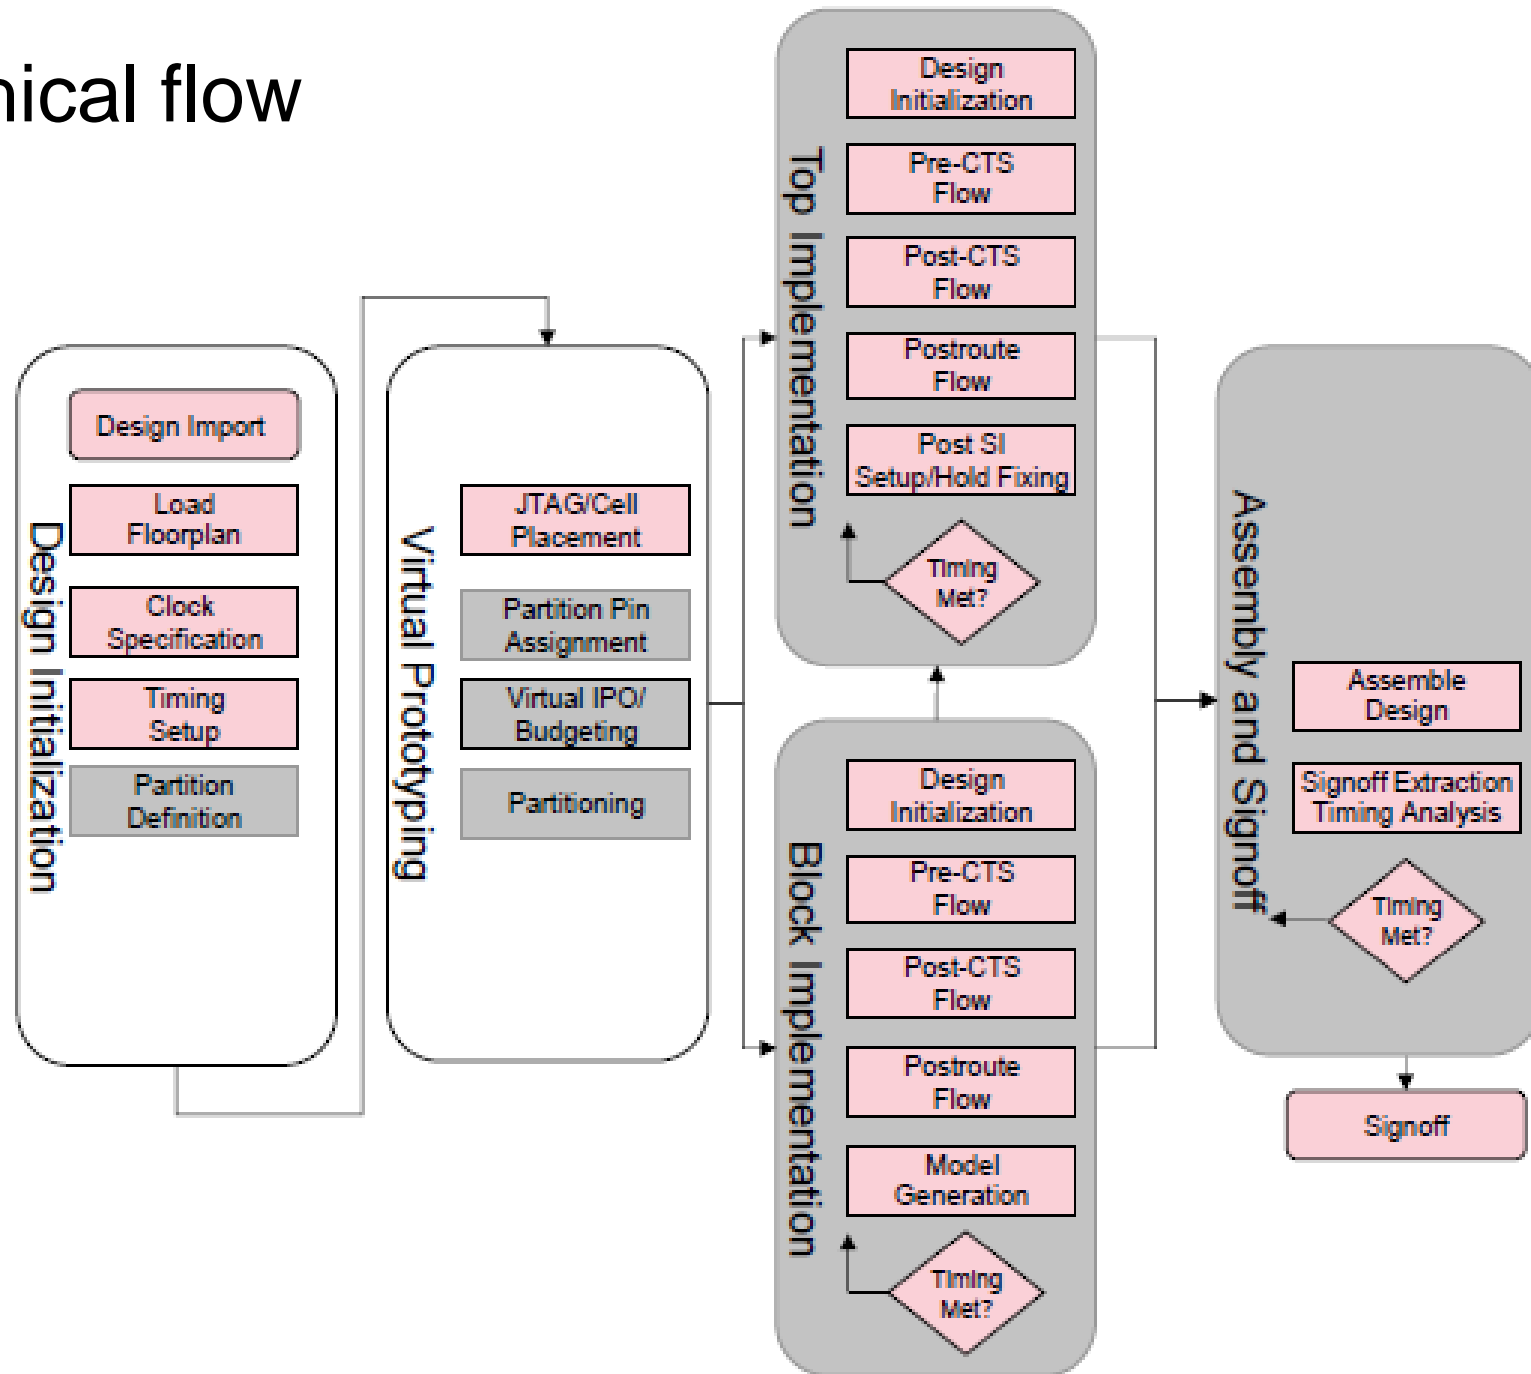 nical flow
Design Initialization
Design Import
Load
Floorplan
Clock
Specification
Timing
Setup
Partition
Definition
Virtual Prototyping
JTAG/Cell
Placement
Partition Pin
Assignment
Virtual IPO/
Budgeting
Partitioning
Top Implementation
Design
Initialization
Pre-CTS
Flow
Post-CTS
Flow
Postroute
Flow
Post SI
Setup/Hold Fixing
Timing
Met?
Block Implementation
Design
Initialization
Pre-CTS
Flow
Post-CTS
Flow
Postroute
Flow
Model
Generation
Timing
Met?
Assembly and Signoff
Assemble
Design
Signoff Extraction
Timing Analysis
Timing
Met?
Signoff